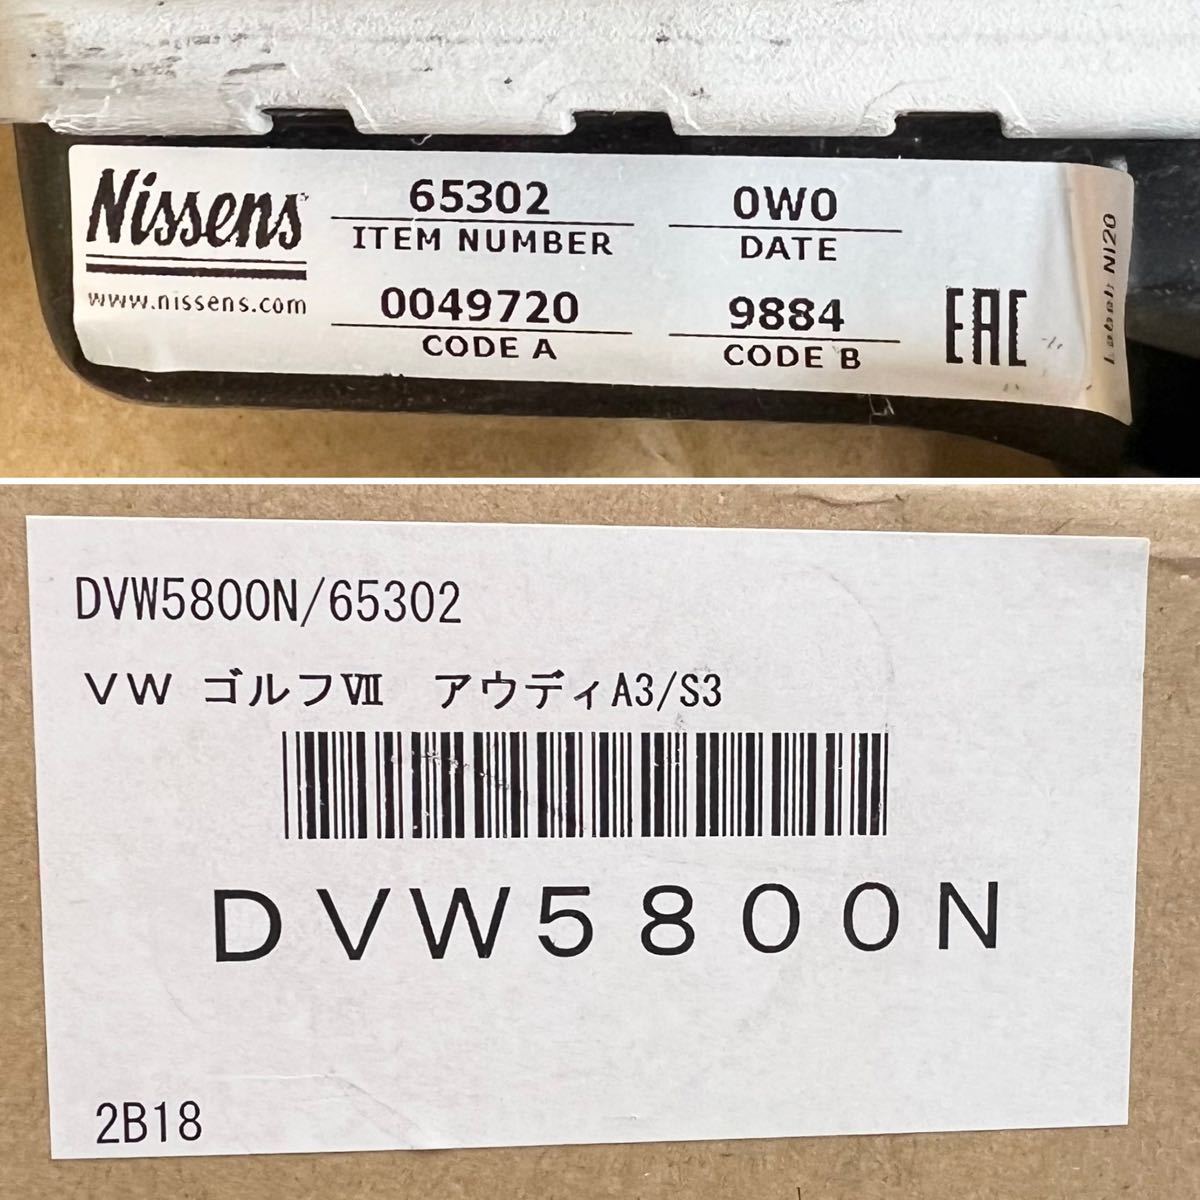 Nissens
www.nissens.com
65302
ITEM NUMBER
0W0
DATE
0049720
CODE A
9884
CODE B
EAC
Label: NI20
DVW5800N/65302
VW ゴルフⅦ　アウディA3/S3
DVW5800N
2B18